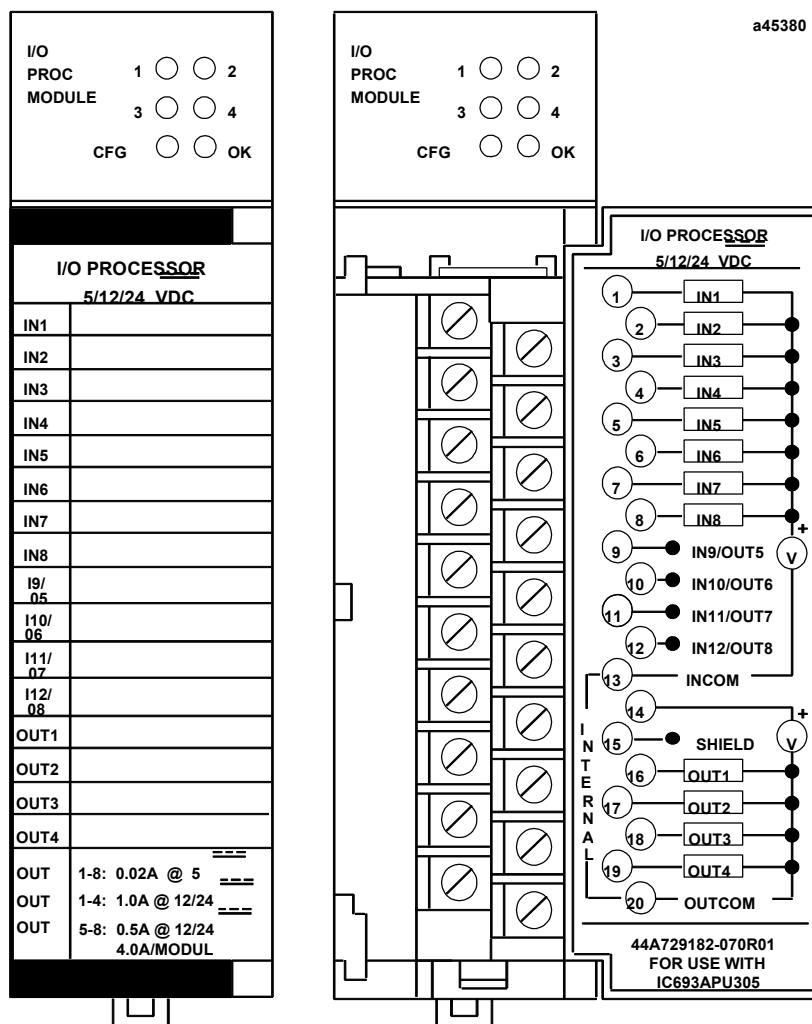 a45380
I/O
PROC
MODULE
1 2
3 4
CFG OK
I/O PROCESSOR
5/12/24 VDC
IN1
IN2
IN3
IN4
IN5
IN6
IN7
IN8
I9/
05
I10/
06
I11/
07
I12/
08
OUT1
OUT2
OUT3
OUT4
OUT 1-8: 0.02A @ 5
OUT 1-4: 1.0A @ 12/24
OUT 5-8: 0.5A @ 12/24
4.0A/MODUL
I/O
PROC
MODULE
1 2
3 4
CFG OK
I/O PROCESSOR
5/12/24 VDC
1 IN1
2 IN2
3 IN3
4 IN4
5 IN5
6 IN6
7 IN7
8 IN8
+
9 IN9/OUT5 V
10 IN10/OUT6
11 IN11/OUT7
12 IN12/OUT8
13 INCOM
14
+
15 SHIELD V
16 OUT1
17 OUT2
18 OUT3
19 OUT4
20 OUTCOM
INTERNAL
44A729182-070R01
FOR USE WITH
IC693APU305